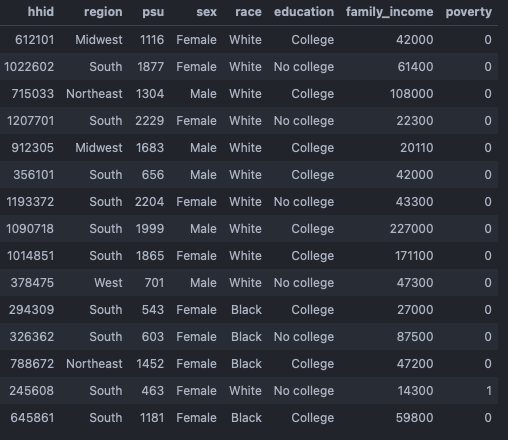 hhid region psu sex race education family_income poverty
612101 Midwest 1116 Female White College 42000 0
1022602 South 1877 Female White No college 61400 0
715033 Northeast 1304 Male White College 108000 0
1207701 South 2229 Female White No college 22300 0
912305 Midwest 1683 Male White College 20110 0
356101 South 656 Male White College 42000 0
1193372 South 2204 Female White No college 43300 0
1090718 South 1999 Male White College 227000 0
1014851 South 1865 Female White College 171100 0
378475 West 701 Male White No college 47300 0
294309 South 543 Female Black College 27000 0
326362 South 603 Female Black No college 87500 0
788672 Northeast 1452 Female Black College 47200 0
245608 South 463 Female White No college 14300 1
645861 South 1181 Female Black College 59800 0